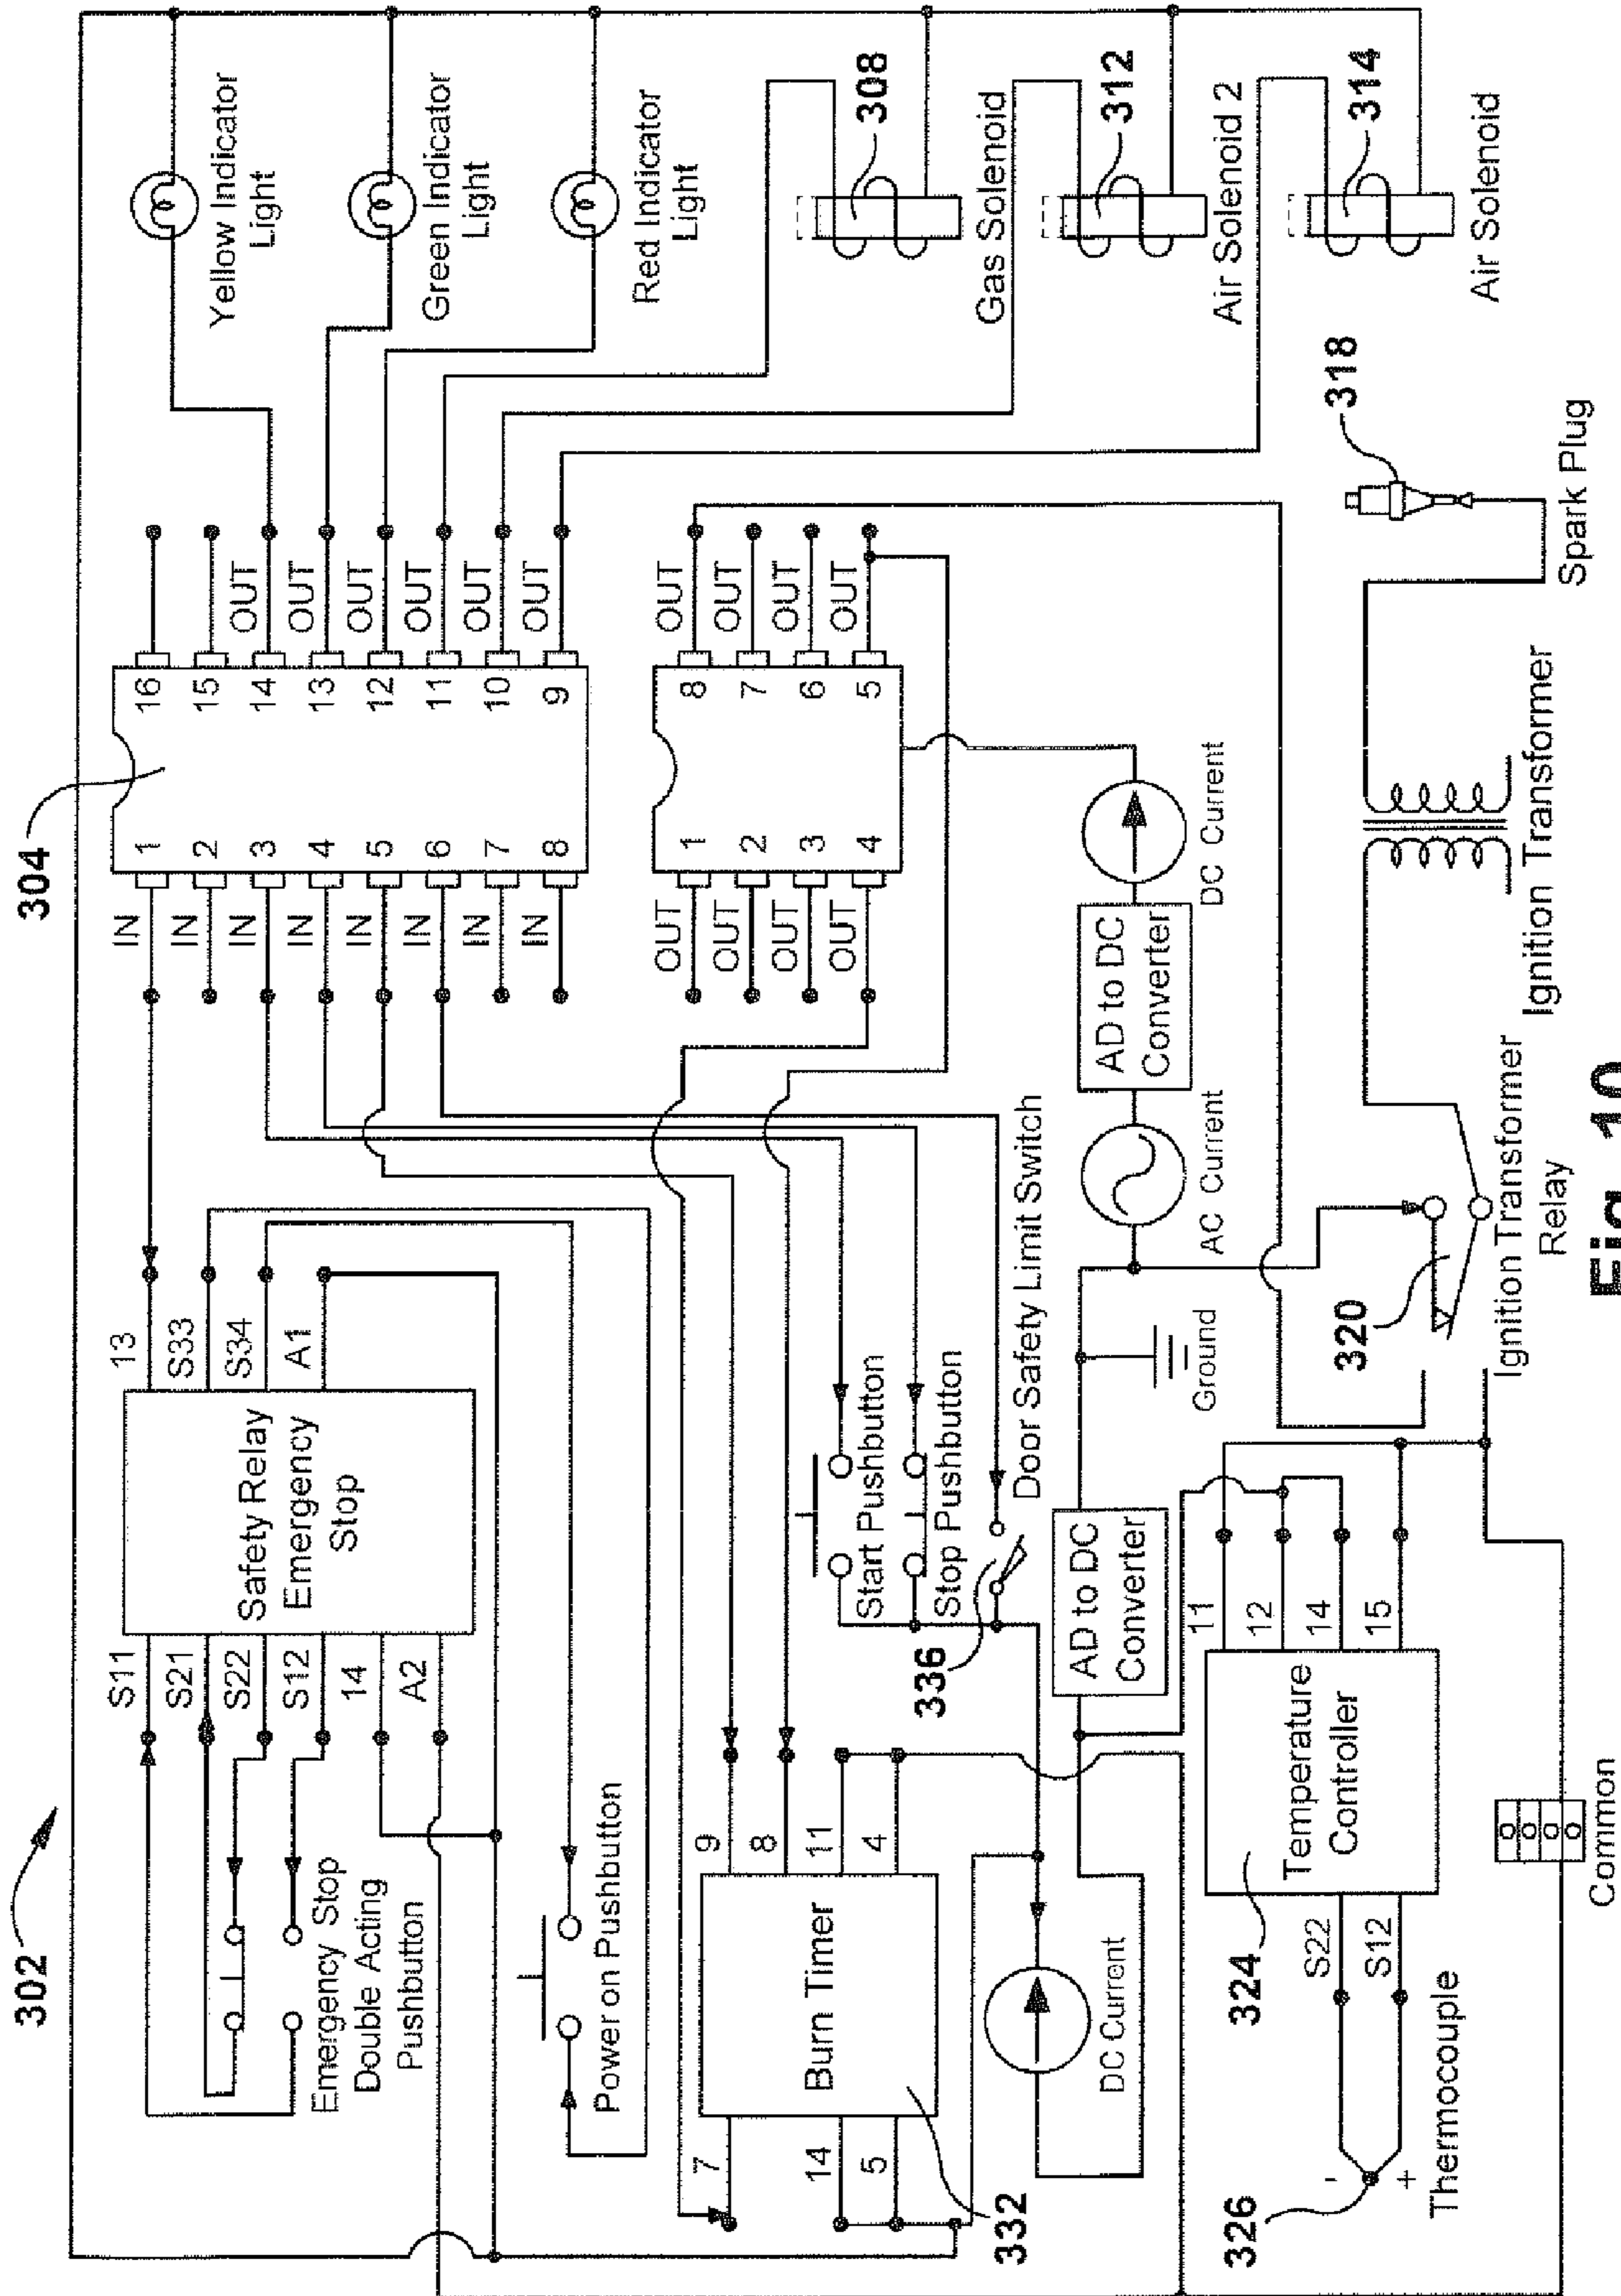 302
304
S11
S21
S22
S12
14
A2
Safety Relay
Emergency
Stop
13
S33
S34
A1
Emergency Stop
Double Acting
Pushbutton
Power on Pushbutton
IN
IN
IN
IN
IN
IN
IN
IN
1
2
3
4
5
6
7
8
16
15
14
13
12
11
10
9
OUT
OUT
OUT
OUT
OUT
OUT
Yellow Indicator
Light
Green Indicator
Light
Red Indicator
Light
308
Gas Solenoid
312
Air Solenoid 2
314
Air Solenoid
OUT
OUT
OUT
OUT
1
2
3
4
8
7
6
5
OUT
OUT
OUT
OUT
7
14
5
Burn Timer
9
8
11
4
332
Start Pushbutton
Stop Pushbutton
336
Door Safety Limit Switch
DC Current
AD to DC
Converter
Ground
AC Current
AD to DC
Converter
DC Current
326
Thermocouple
-
+
S22
S12
324
Temperature
Controller
11
12
14
15
Common
320
Ignition Transformer
Relay
Ignition Transformer
318
Spark Plug
Fig. 10